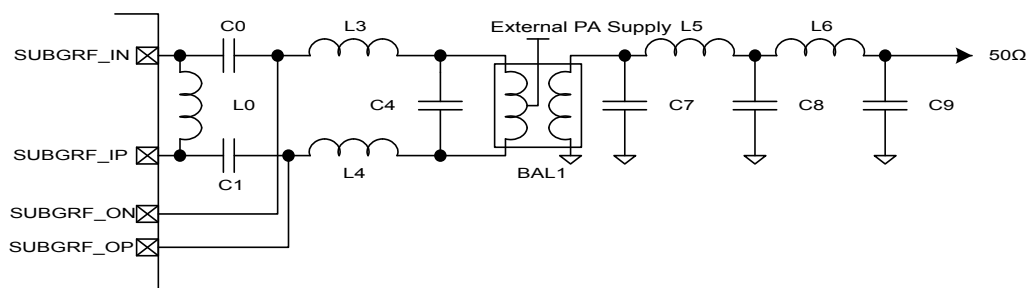 C0
L3
External PA Supply
L5
L6
SUBGRF_IN
50Ω
L0
C4
C7
C8
C9
SUBGRF_IP
C1
L4
BAL1
SUBGRF_ON
SUBGRF_OP